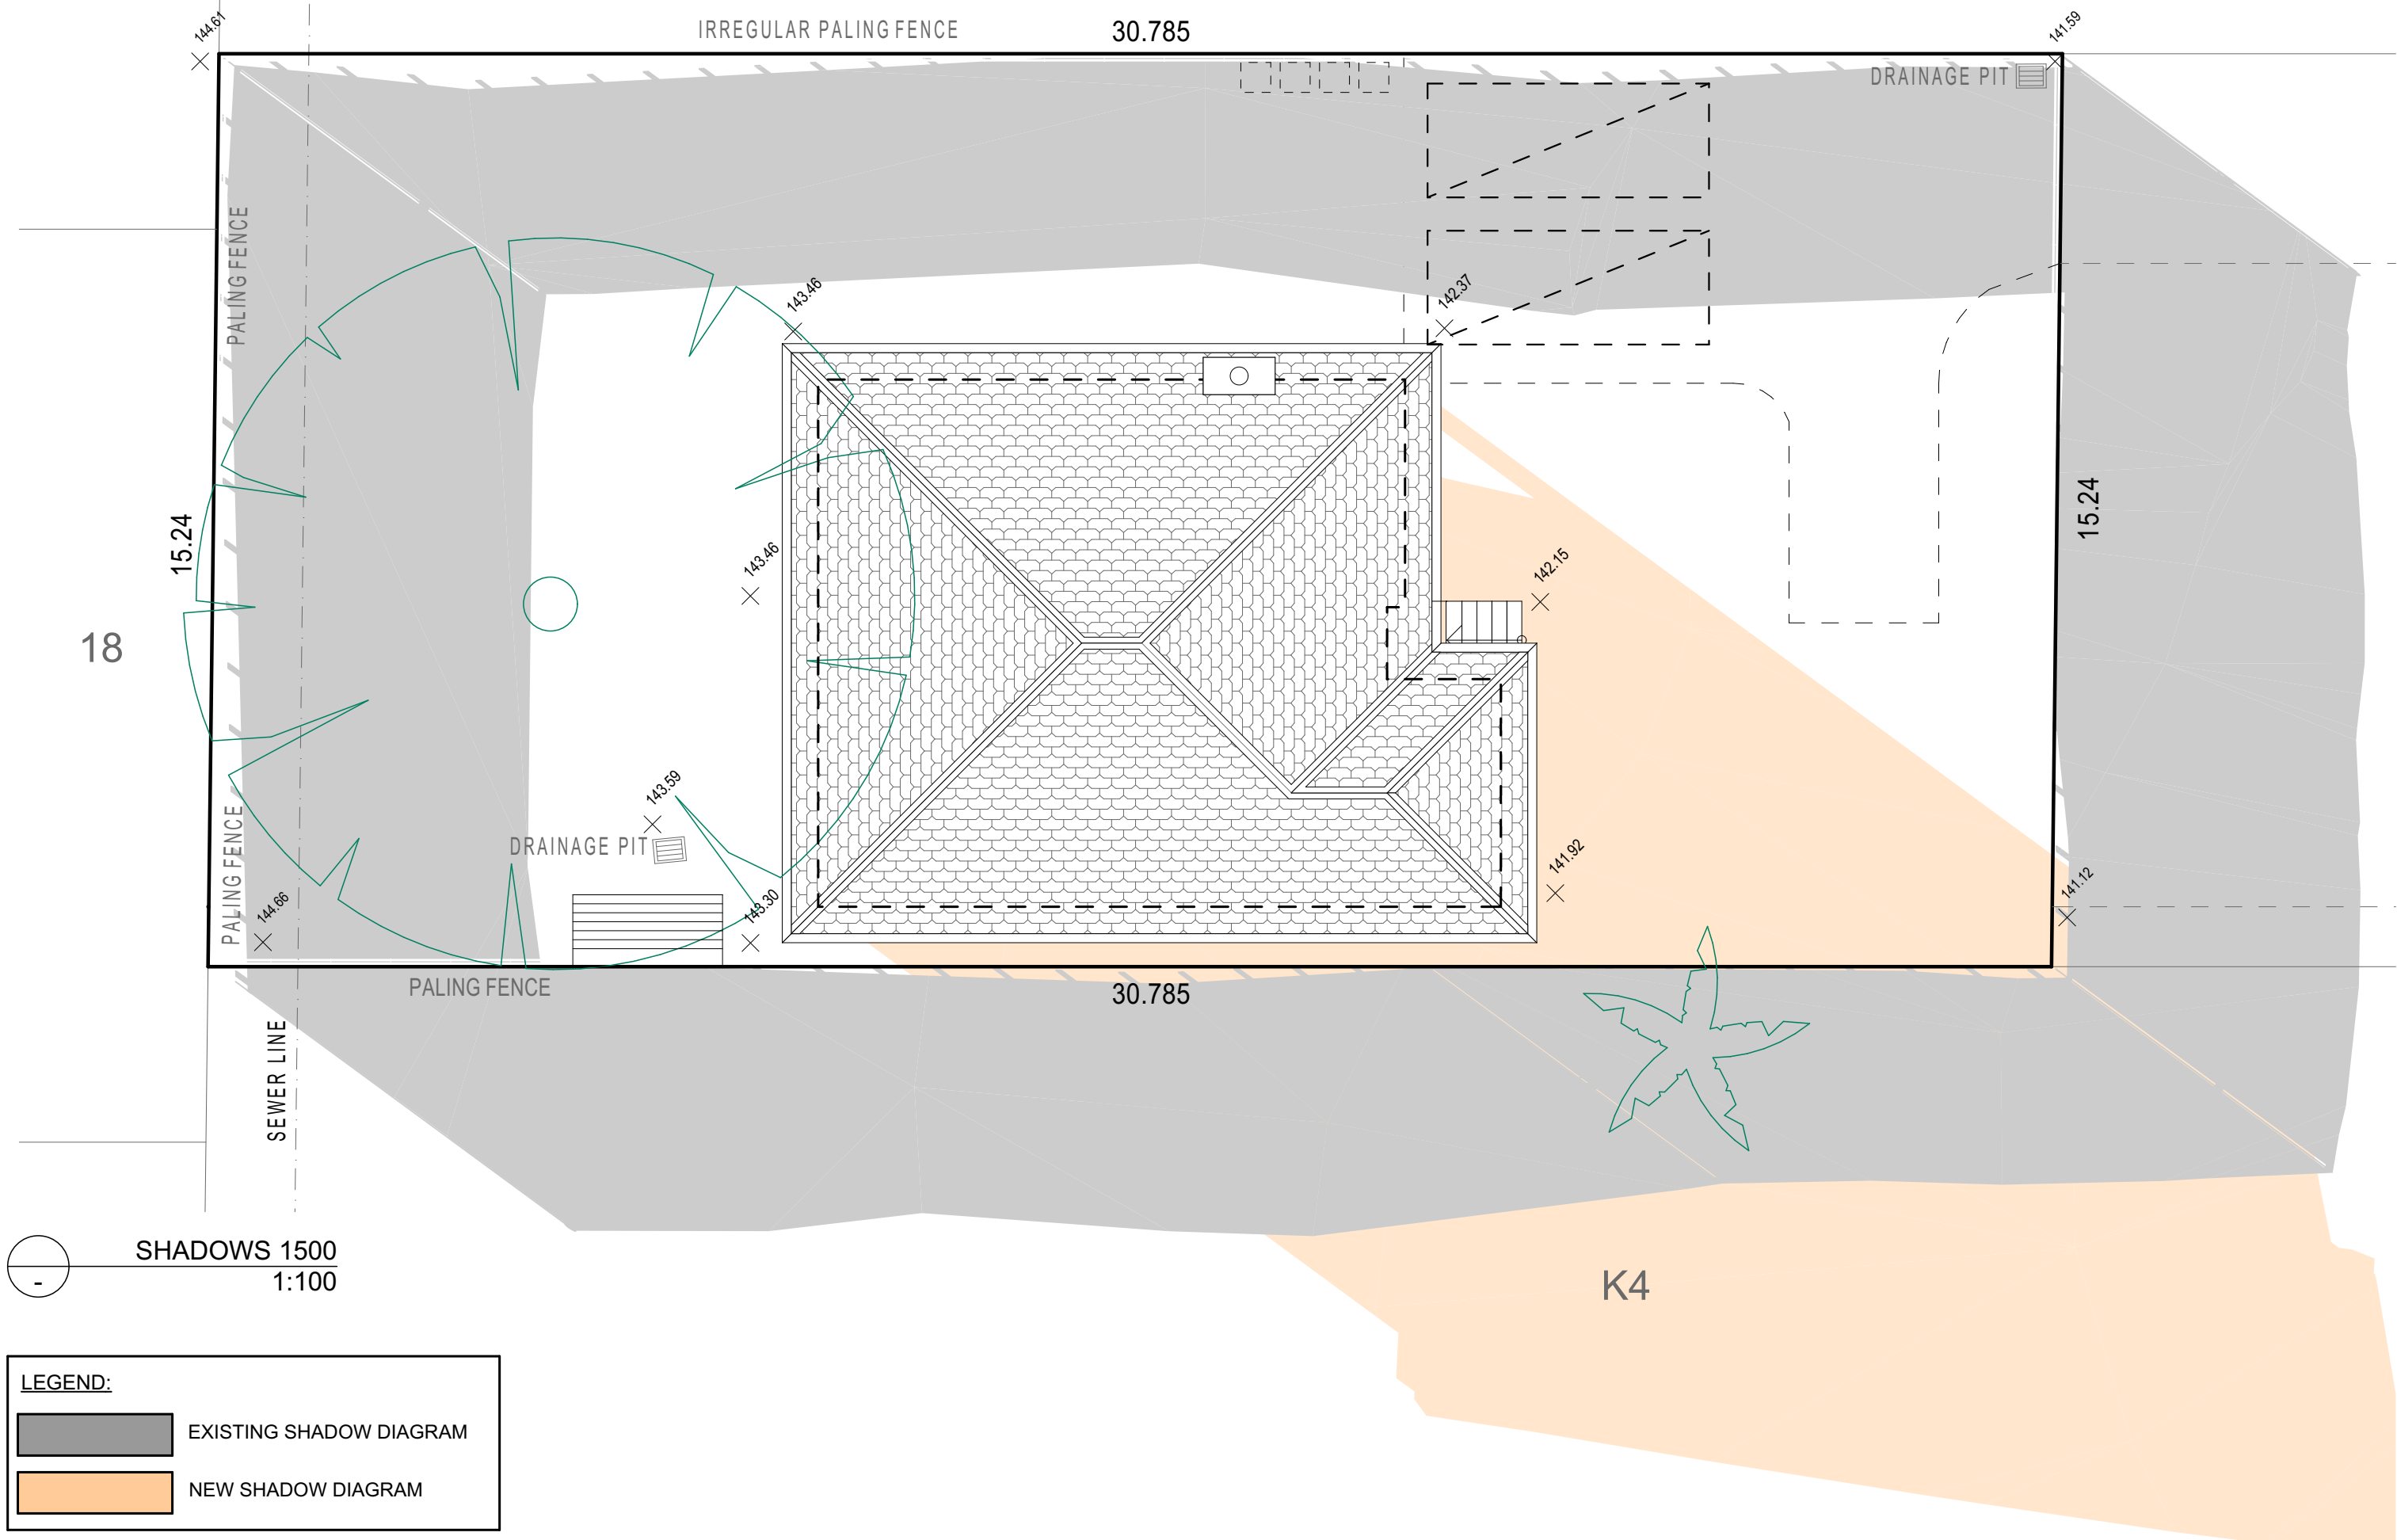 144.61
IRREGULAR PALING FENCE
30.785
141.59
DRAINAGE PIT
PALING FENCE
143.46
142.37
15.24
15.24
143.46
142.15
18
143.59
DRAINAGE PIT
PALING FENCE
144.66
143.30
141.92
141.12
PALING FENCE
30.785
SEWER LINE
SHADOWS 1500
-
1:100
K4
LEGEND:
EXISTING SHADOW DIAGRAM
NEW SHADOW DIAGRAM